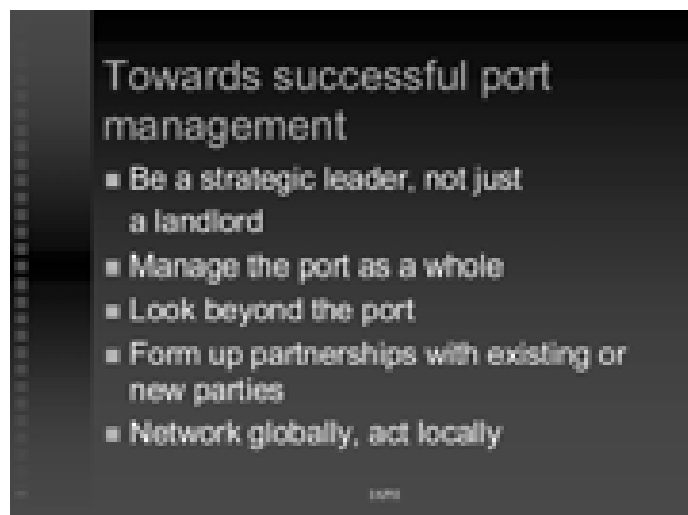 Towards successful port
management
Be a strategic leader, not just
a landlord
Manage the port as a whole
Look beyond the port
Form up partnerships with existing or
new parties
Network globally, act locally